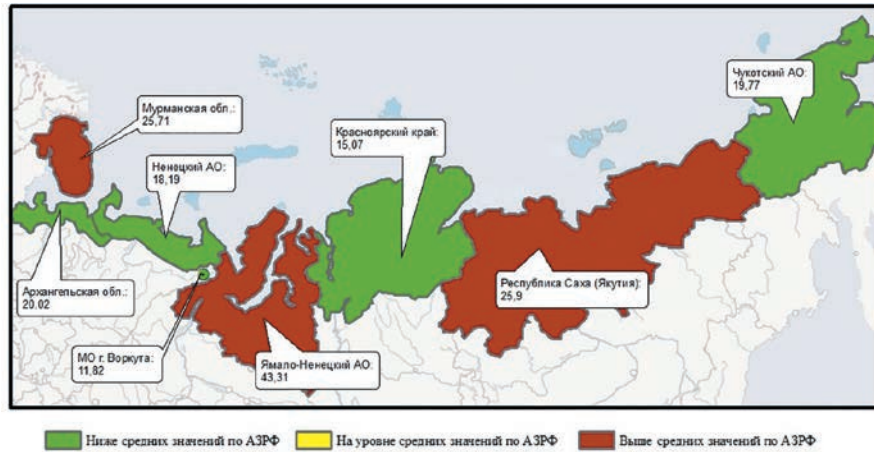 Чукотский АО:
19,77
Мурманская обл.:
25,71
Красноярский край:
15,07
Ненецкий АО:
18,19
Архангельская обл.:
20,02
Республика Саха (Якутия):
25,9
МО г. Воркута:
11,82
Ямало-Ненецкий АО:
43,31
Ниже средних значений по АЗРФ
На уровне средних значений по АЗРФ
Выше средних значений по АЗРФ